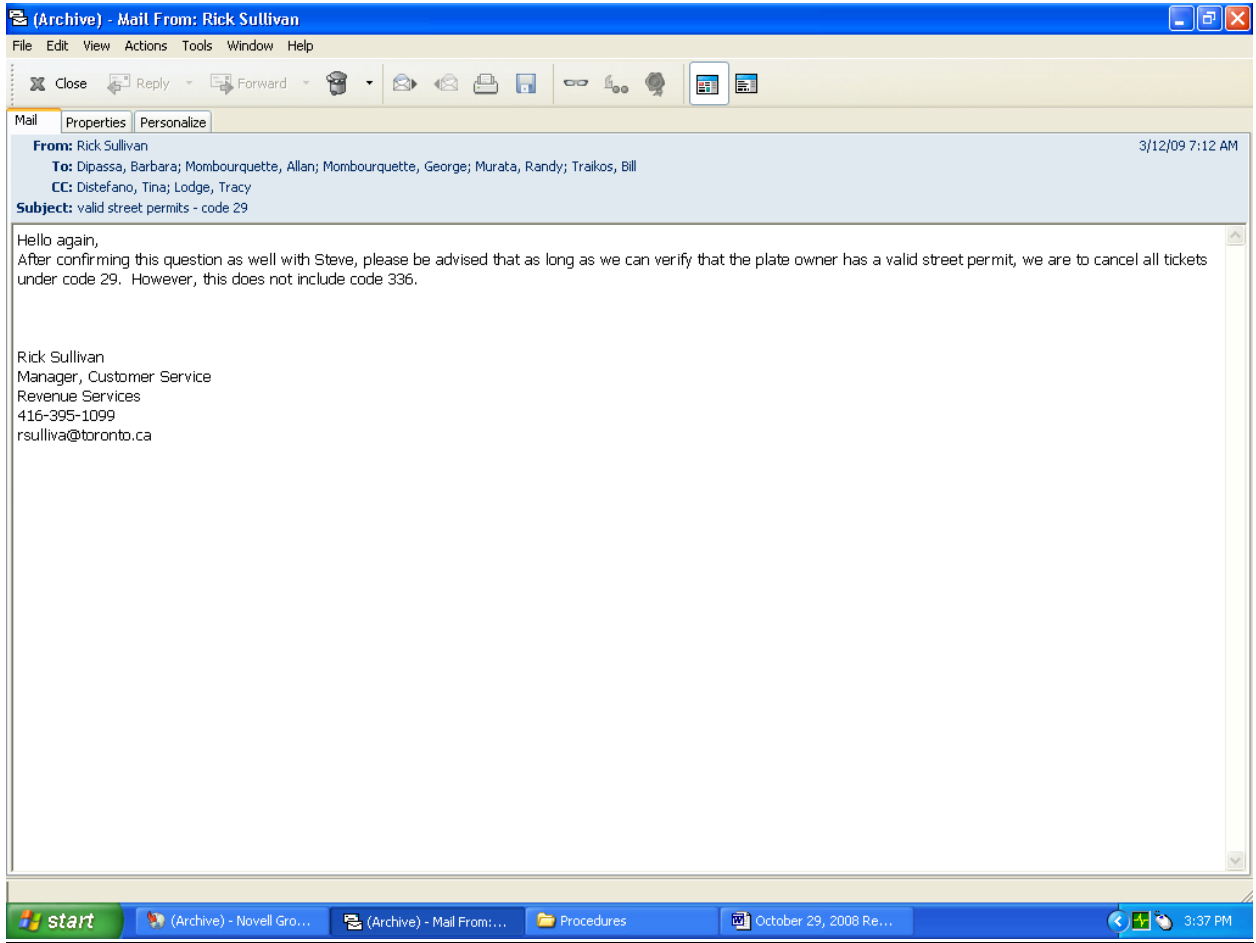 (Archive) - Mail From: Rick Sullivan
File Edit View Actions Tools Window Help
Close Reply Forward
Mail Properties Personalize
From: Rick Sullivan 3/12/09 7:12 AM
To: Dipassa, Barbara; Mombourquette, Allan; Mombourquette, George; Murata, Randy; Traikos, Bill
CC: Distefano, Tina; Lodge, Tracy
Subject: valid street permits - code 29
Hello again,
After confirming this question as well with Steve, please be advised that as long as we can verify that the plate owner has a valid street permit, we are to cancel all tickets
under code 29.  However, this does not include code 336.
Rick Sullivan
Manager, Customer Service
Revenue Services
416-395-1099
rsulliva@toronto.ca
start (Archive) - Novell Gro... (Archive) - Mail From:... Procedures October 29, 2008 Re... 3:37 PM